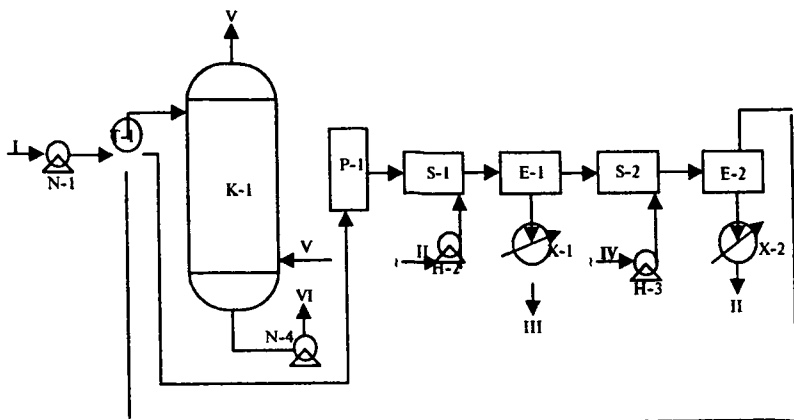 V
I
N-1
T-1
K-1
V
VI
N-4
P-1
S-1
E-1
S-2
E-2
II
H-2
X-1
III
IV
H-3
X-2
II